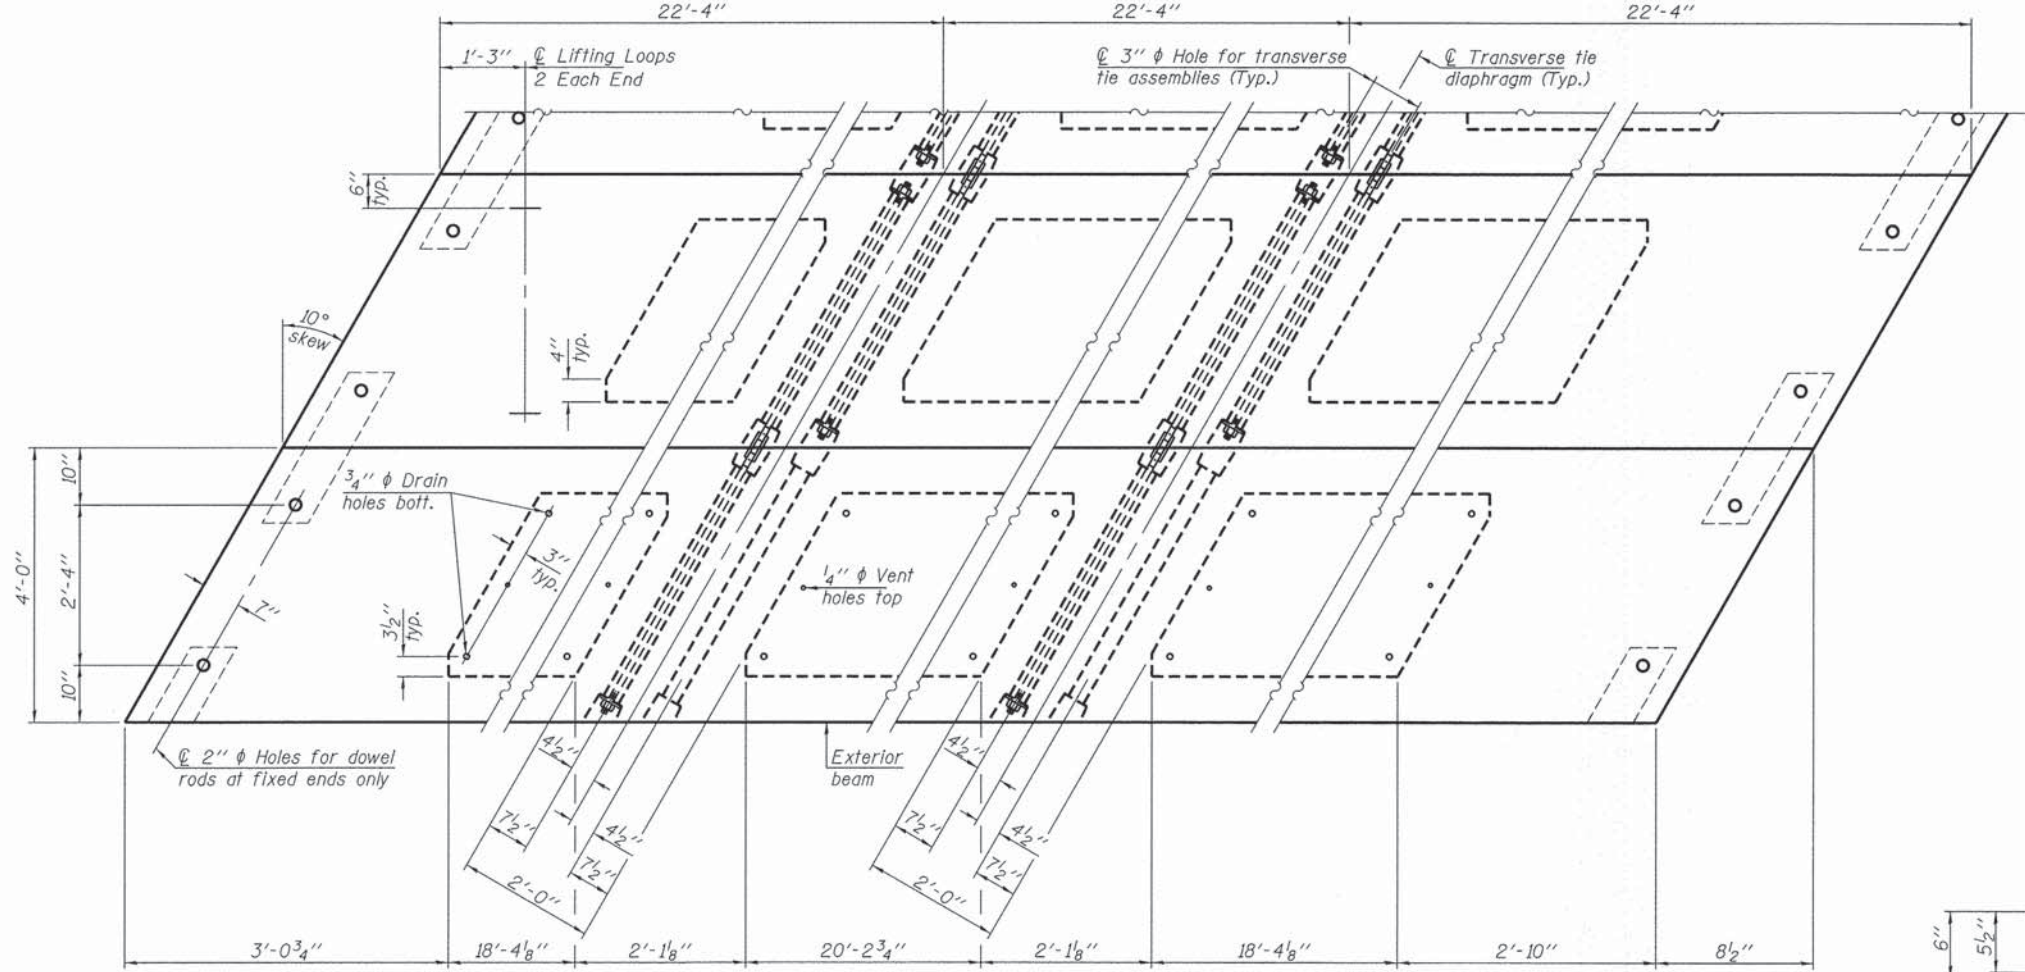 22'-4"
22'-4"
22'-4"
1'-3"
℄ Lifting Loops
2 Each End
℄ 3" ϕ Hole for transverse
tie assemblies (Typ.)
℄ Transverse tie
diaphragm (Typ.)
6"
typ.
10°
skew
4"
typ.
3/4" ϕ Drain
holes bott.
3"
typ.
1/4" ϕ Vent
holes top
3 1/2"
typ.
4'-0"
10"
2'-4"
10"
7"
℄ 2" ϕ Holes for dowel
rods at fixed ends only
Exterior
beam
4 1/2"
7 1/2"
4 1/2"
7 1/2"
2'-0"
4 1/2"
7 1/2"
4 1/2"
7 1/2"
2'-0"
3'-0 3/4"
18'-4 1/8"
2'-1 1/8"
20'-2 3/4"
2'-1 1/8"
18'-4 1/8"
2'-10"
8 1/2"
6"
5 1/2"